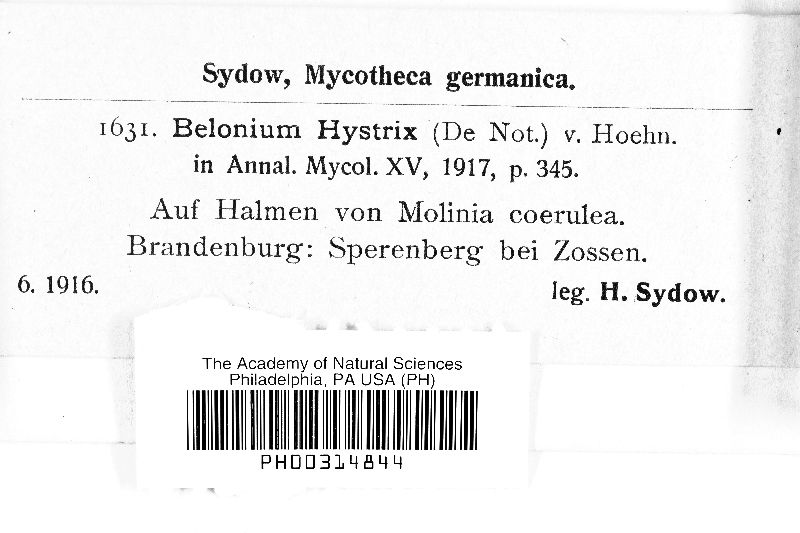 Sydow, Mycotheca germanica.
1631. Belonium Hystrix (De Not.) v. Hoehn.
in Annal. Mycol. XV, 1917, p. 345.
Auf Halmen von Molinia coerulea.
Brandenburg: Sperenberg bei Zossen.
6. 1916.
leg. H. Sydow.
The Academy of Natural Sciences
Philadelphia, PA USA (PH)
PH00314844